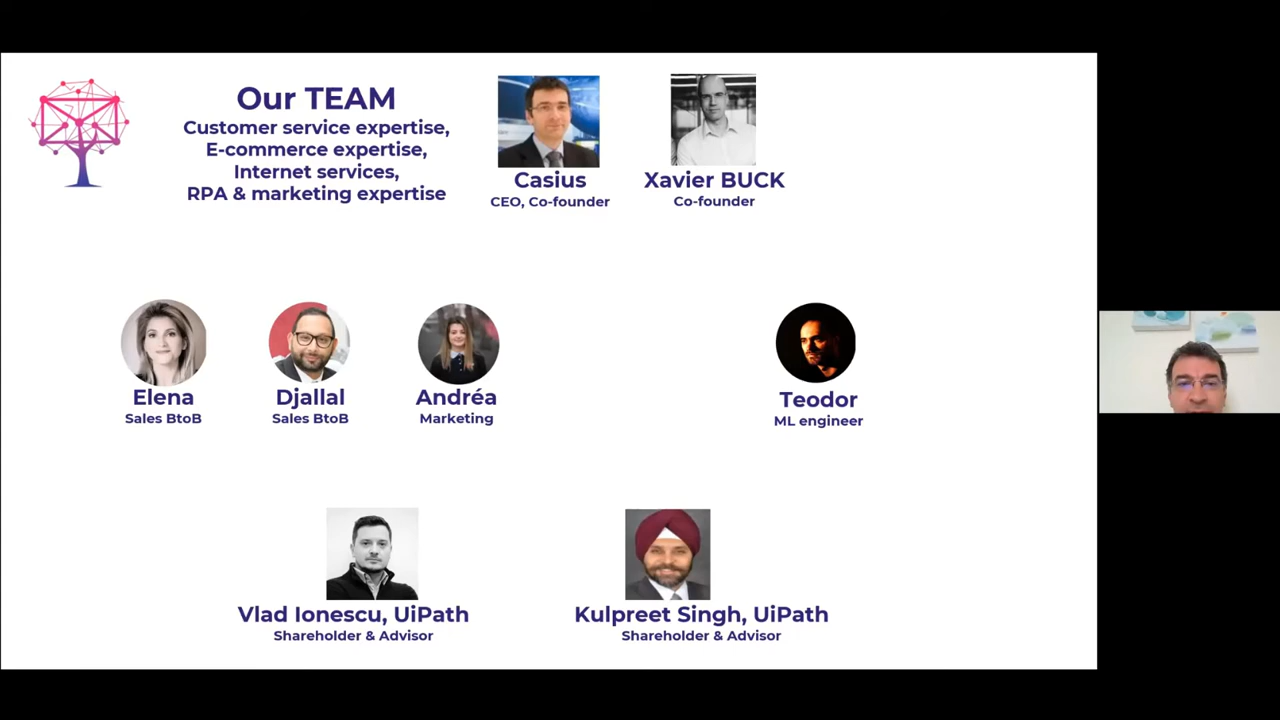 Our TEAM
Customer service expertise,
E-commerce expertise,
Internet services,
RPA & marketing expertise
Casius
CEO, Co-founder
Xavier BUCK
Co-founder
Elena
Sales BtoB
Djallal
Sales BtoB
Andréa
Marketing
Teodor
ML engineer
Vlad Ionescu, UiPath
Shareholder & Advisor
Kulpreet Singh, UiPath
Shareholder & Advisor